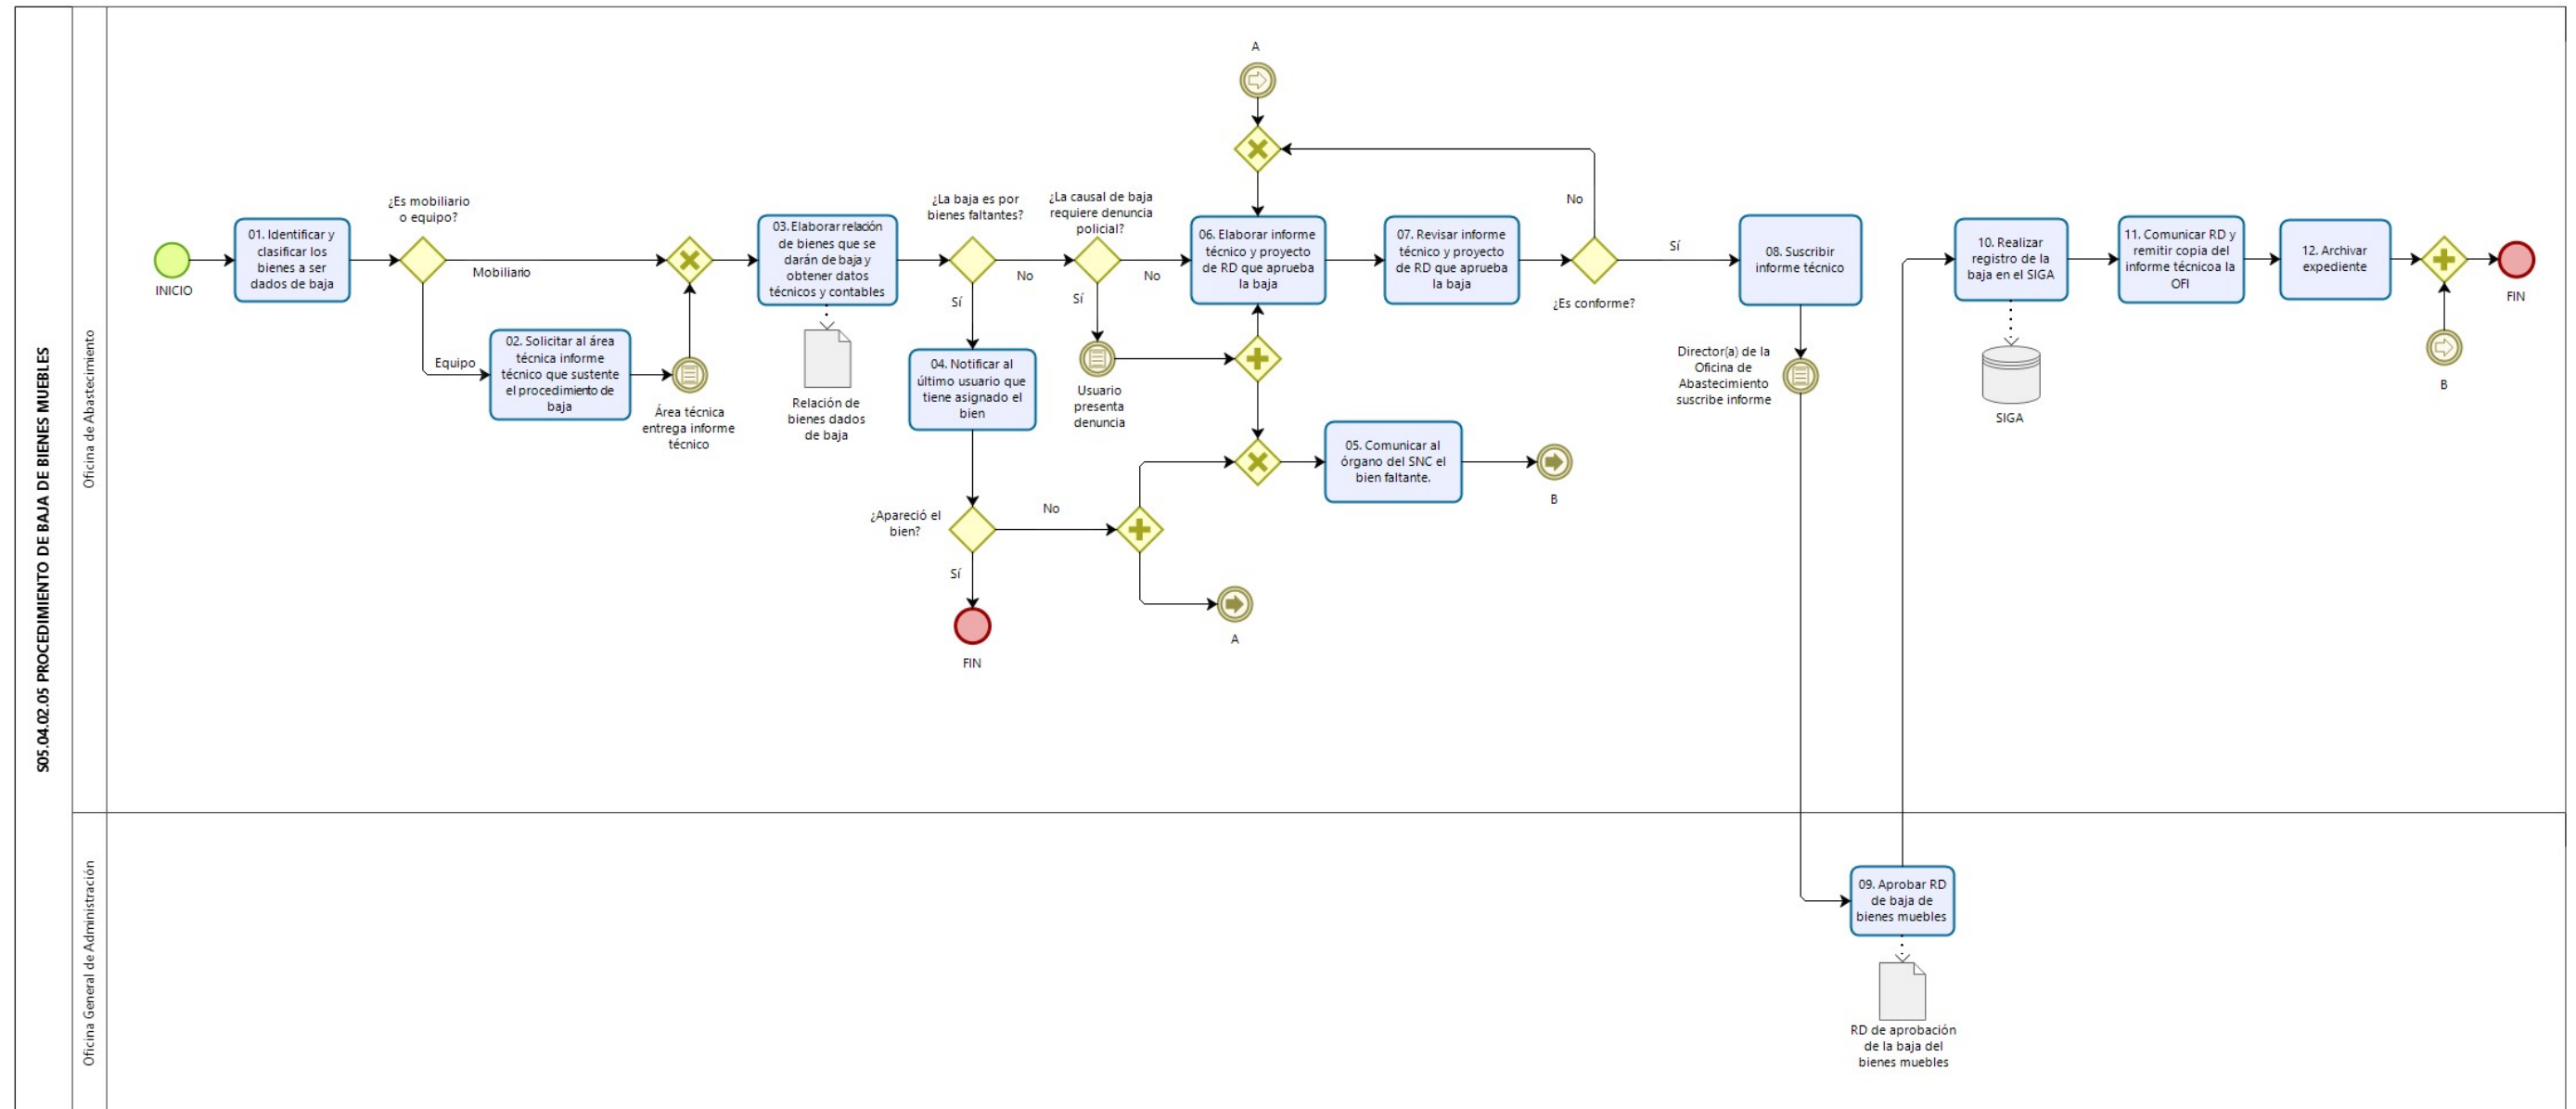 S05.04.02.05 PROCEDIMIENTO DE BAJA DE BIENES MUEBLES
Oficina de Abastecimiento
INICIO
01. Identificar y
clasificar los
bienes a ser
dados de baja
¿Es mobiliario
o equipo?
Mobiliario
Equipo
02. Solicitar al área
técnica informe
técnico que sustente
el procedimiento de
baja
Área técnica
entrega informe
técnico
03. Elaborar relación
de bienes que se
darán de baja y
obtener datos
técnicos y contables
Relación de
bienes dados
de baja
¿La baja es por
bienes faltantes?
No
Sí
04. Notificar al
último usuario que
tiene asignado el
bien
¿Apareció el
bien?
No
Sí
FIN
A
¿La causal de baja
requiere denuncia
policial?
No
Sí
Usuario
presenta
denuncia
05. Comunicar al
órgano del SNC el
bien faltante.
B
A
06. Elaborar informe
técnico y proyecto
de RD que aprueba
la baja
07. Revisar informe
técnico y proyecto
de RD que aprueba
la baja
¿Es conforme?
No
Sí
08. Suscribir
informe técnico
Director(a) de la
Oficina de
Abastecimiento
suscribe informe
10. Realizar
registro de la
baja en el SIGA
SIGA
11. Comunicar RD y
remitir copia del
informe técnicoa la
OFI
12. Archivar
expediente
B
FIN
Oficina General de Administración
09. Aprobar RD
de baja de
bienes muebles
RD de aprobación
de la baja del
bienes muebles